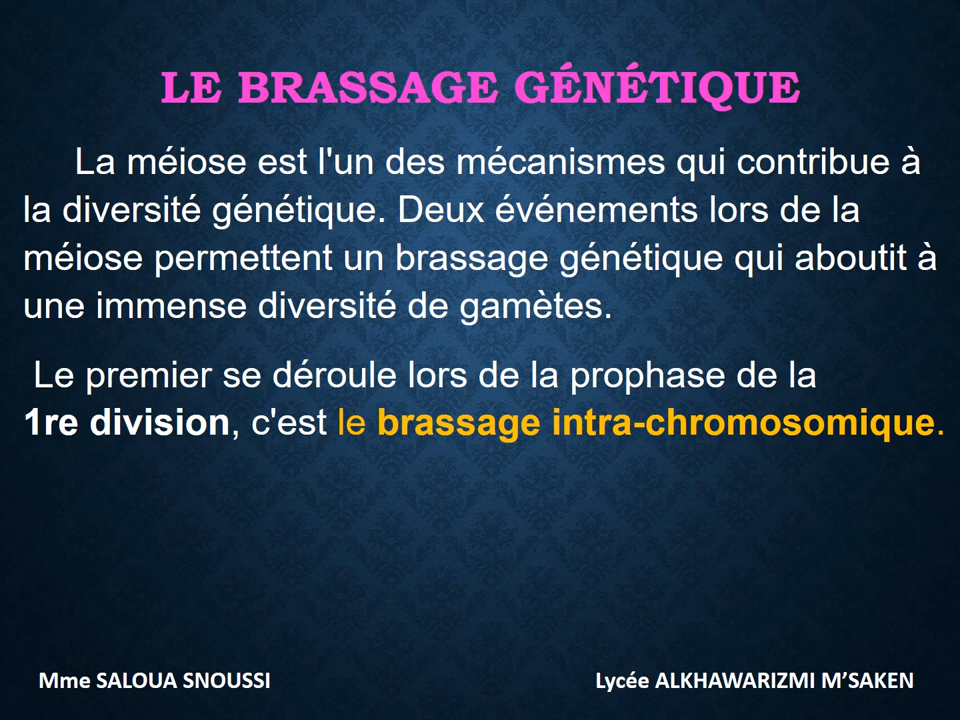 LE BRASSAGE GÉNÉTIQUE
La méiose est l'un des mécanismes qui contribue à
la diversité génétique. Deux événements lors de la
méiose permettent un brassage génétique qui aboutit à
une immense diversité de gamètes.
Le premier se déroule lors de la prophase de la
1re division, c'est le brassage intra-chromosomique.
Mme SALOUA SNOUSSI
Lycée ALKHAWARIZMI M’SAKEN